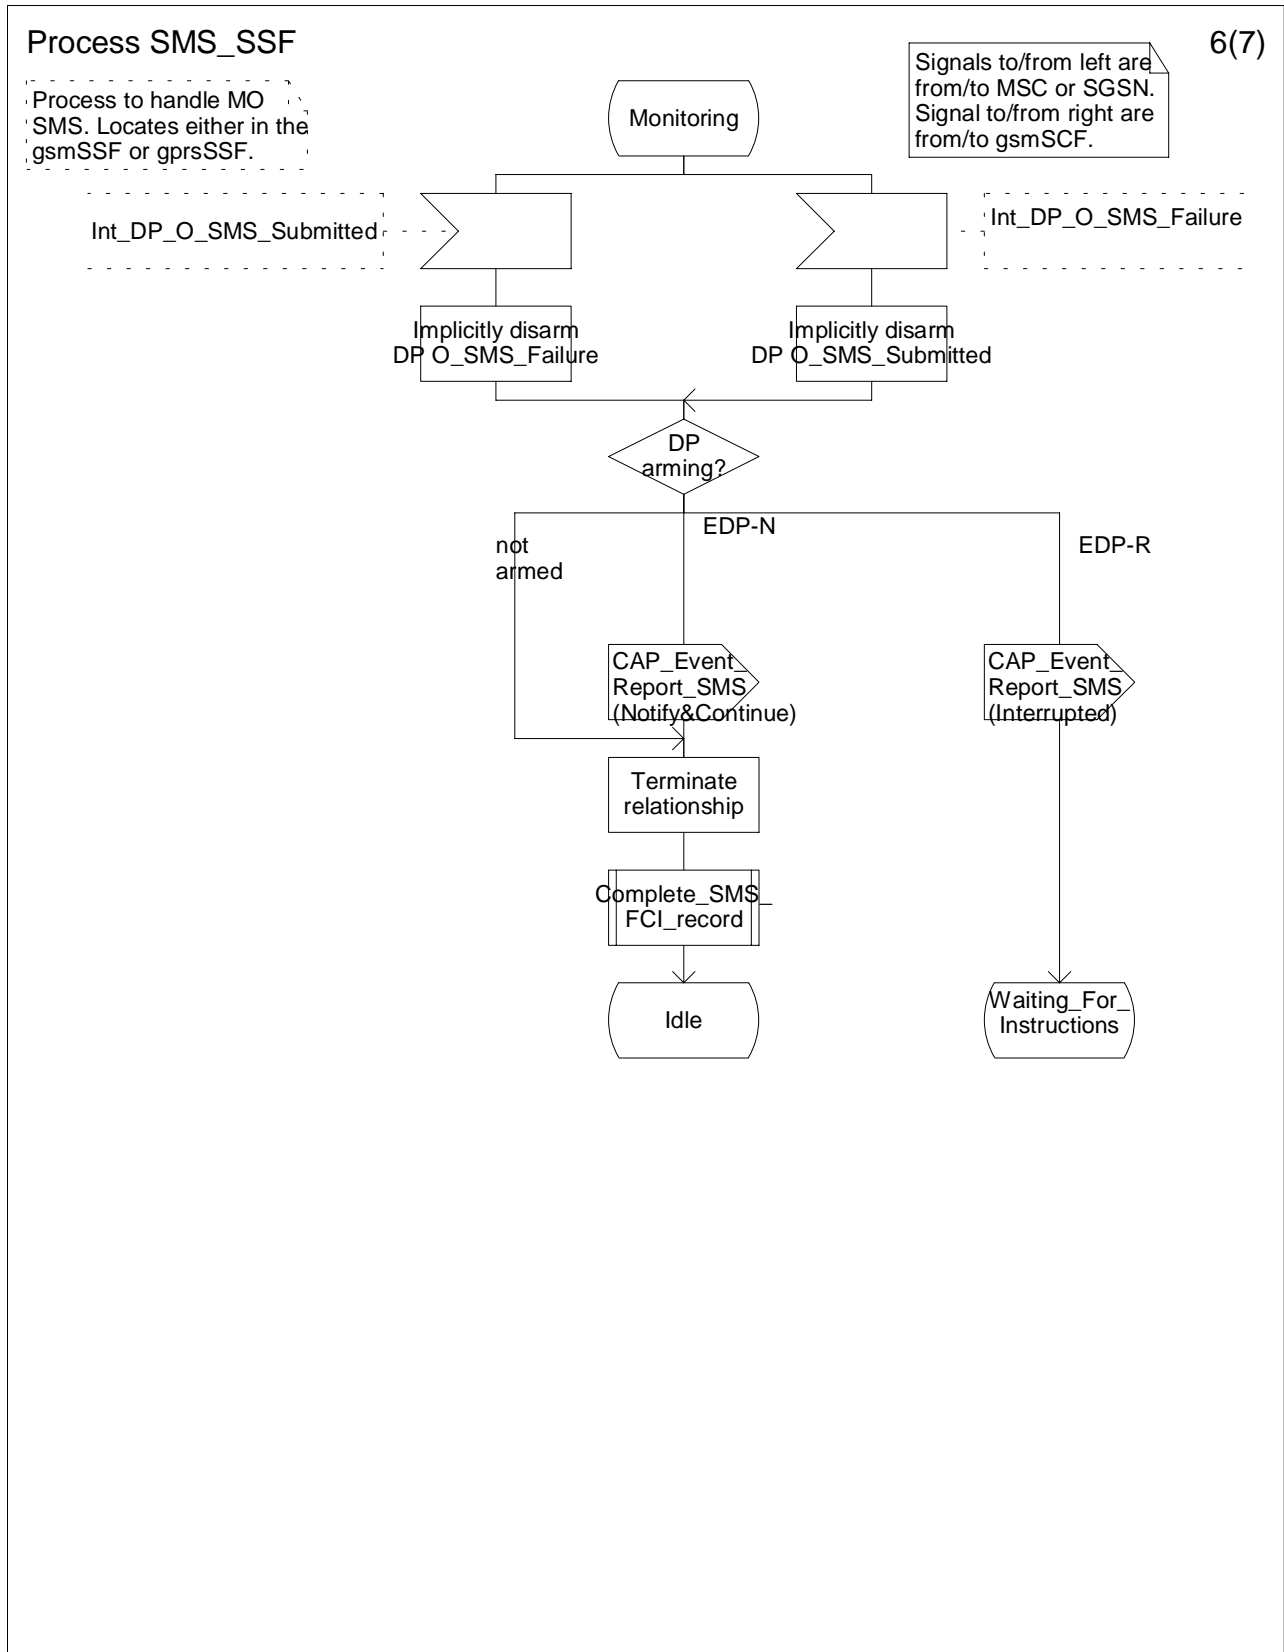 Process SMS_SSF
6(7)
Process to handle MO
SMS. Locates either in the
gsmSSF or gprsSSF.
Signals to/from left are
from/to MSC or SGSN.
Signal to/from right are
from/to gsmSCF.
Monitoring
Int_DP_O_SMS_Submitted
Int_DP_O_SMS_Failure
Implicitly disarm
DP O_SMS_Failure
Implicitly disarm
DP O_SMS_Submitted
DP
arming?
not
armed
EDP-N
EDP-R
CAP_Event_
Report_SMS
(Notify&Continue)
CAP_Event_
Report_SMS
(Interrupted)
Terminate
relationship
Complete_SMS_
FCI_record
Idle
Waiting_For_
Instructions